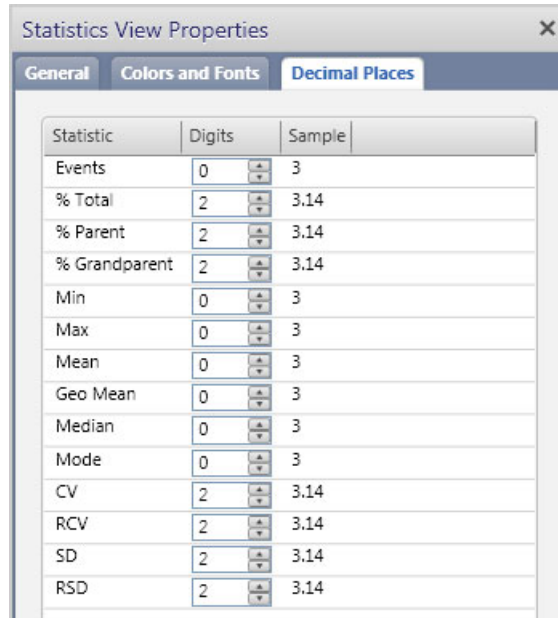 Statistics View Properties
General Colors and Fonts Decimal Places
Statistic Digits Sample
Events 0 3
% Total 2 3.14
% Parent 2 3.14
% Grandparent 2 3.14
Min 0 3
Max 0 3
Mean 0 3
Geo Mean 0 3
Median 0 3
Mode 0 3
CV 2 3.14
RCV 2 3.14
SD 2 3.14
RSD 2 3.14